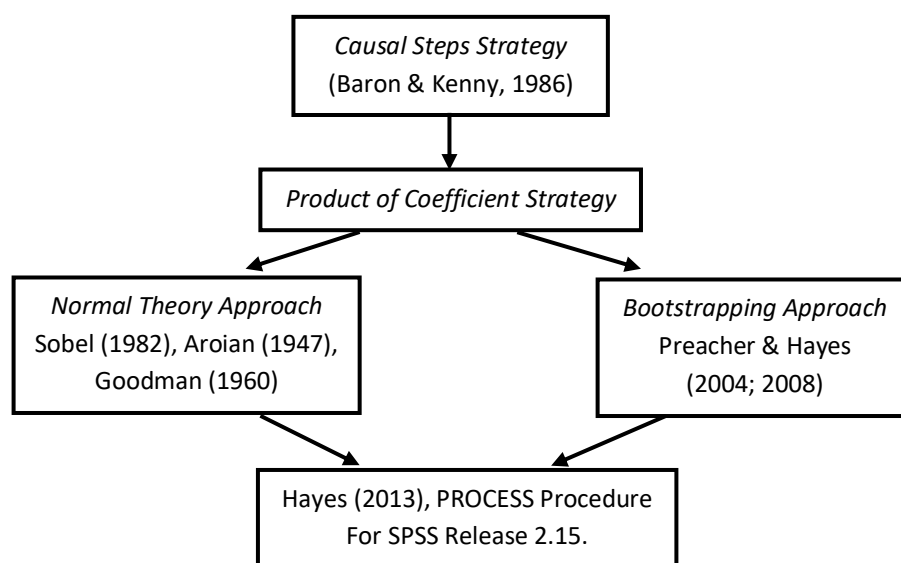 Causal Steps Strategy
(Baron & Kenny, 1986)
Product of Coefficient Strategy
Normal Theory Approach
Sobel (1982), Aroian (1947),
Goodman (1960)
Bootstrapping Approach
Preacher & Hayes
(2004; 2008)
Hayes (2013), PROCESS Procedure
For SPSS Release 2.15.